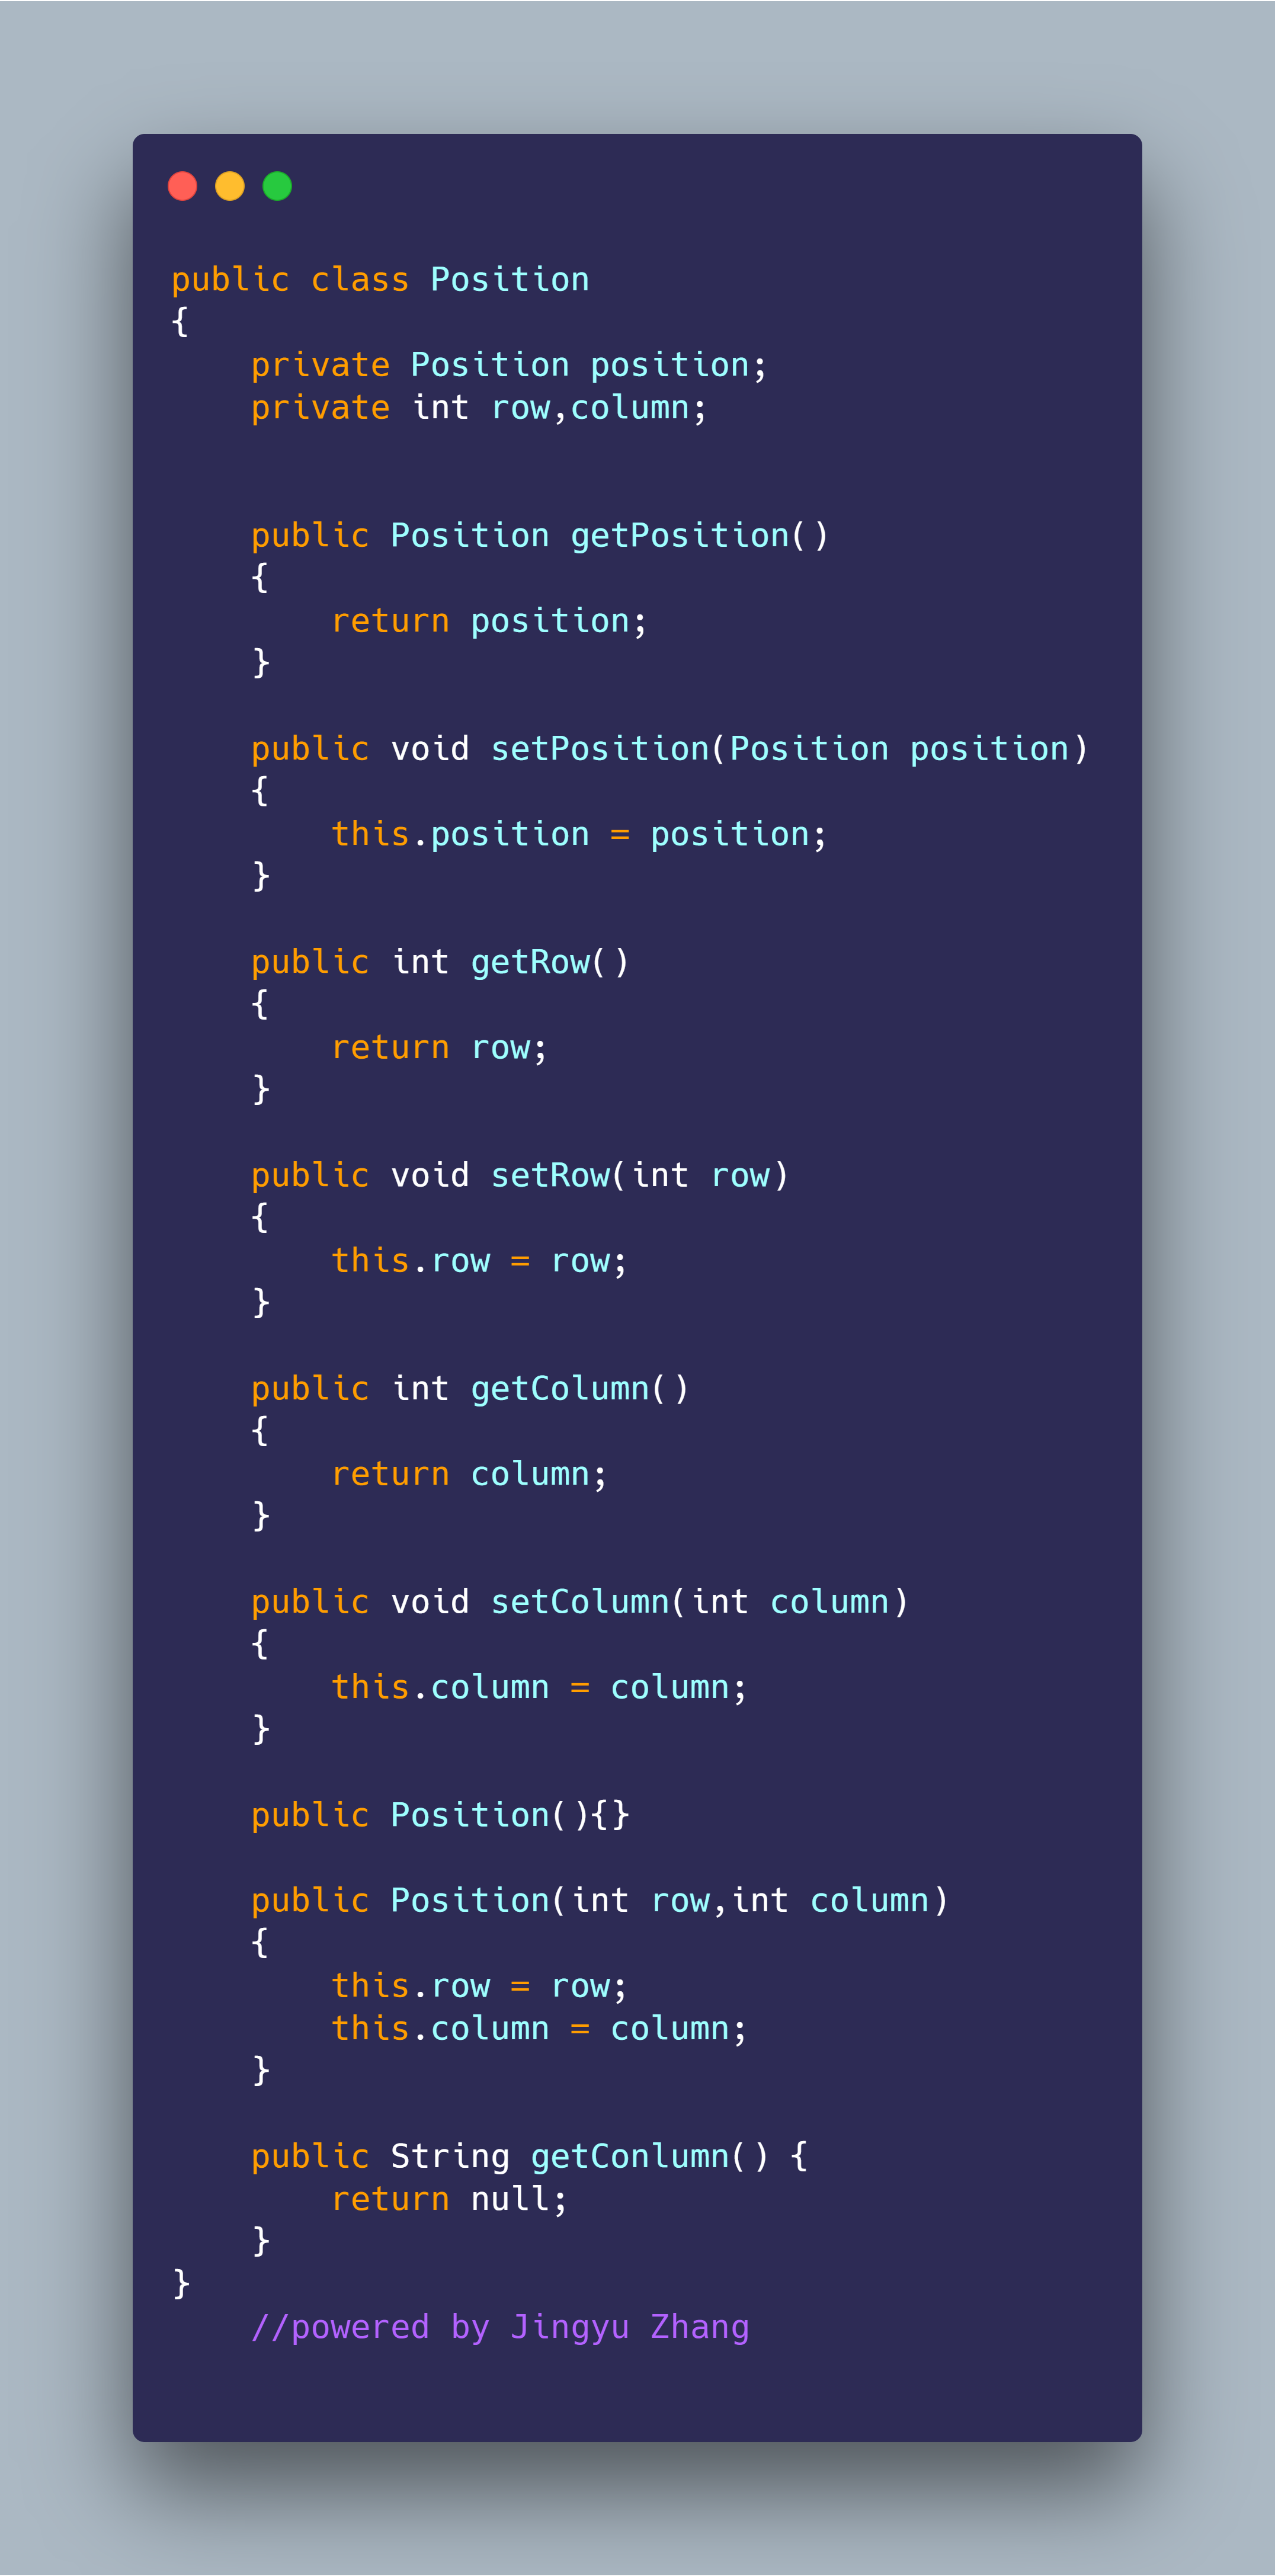 public class Position
{
    private Position position;
    private int row,column;


    public Position getPosition()
    {
        return position;
    }

    public void setPosition(Position position)
    {
        this.position = position;
    }

    public int getRow()
    {
        return row;
    }

    public void setRow(int row)
    {
        this.row = row;
    }

    public int getColumn()
    {
        return column;
    }

    public void setColumn(int column)
    {
        this.column = column;
    }

    public Position(){}

    public Position(int row,int column)
    {
        this.row = row;
        this.column = column;
    }

    public String getConlumn() {
        return null;
    }
}
    //powered by Jingyu Zhang